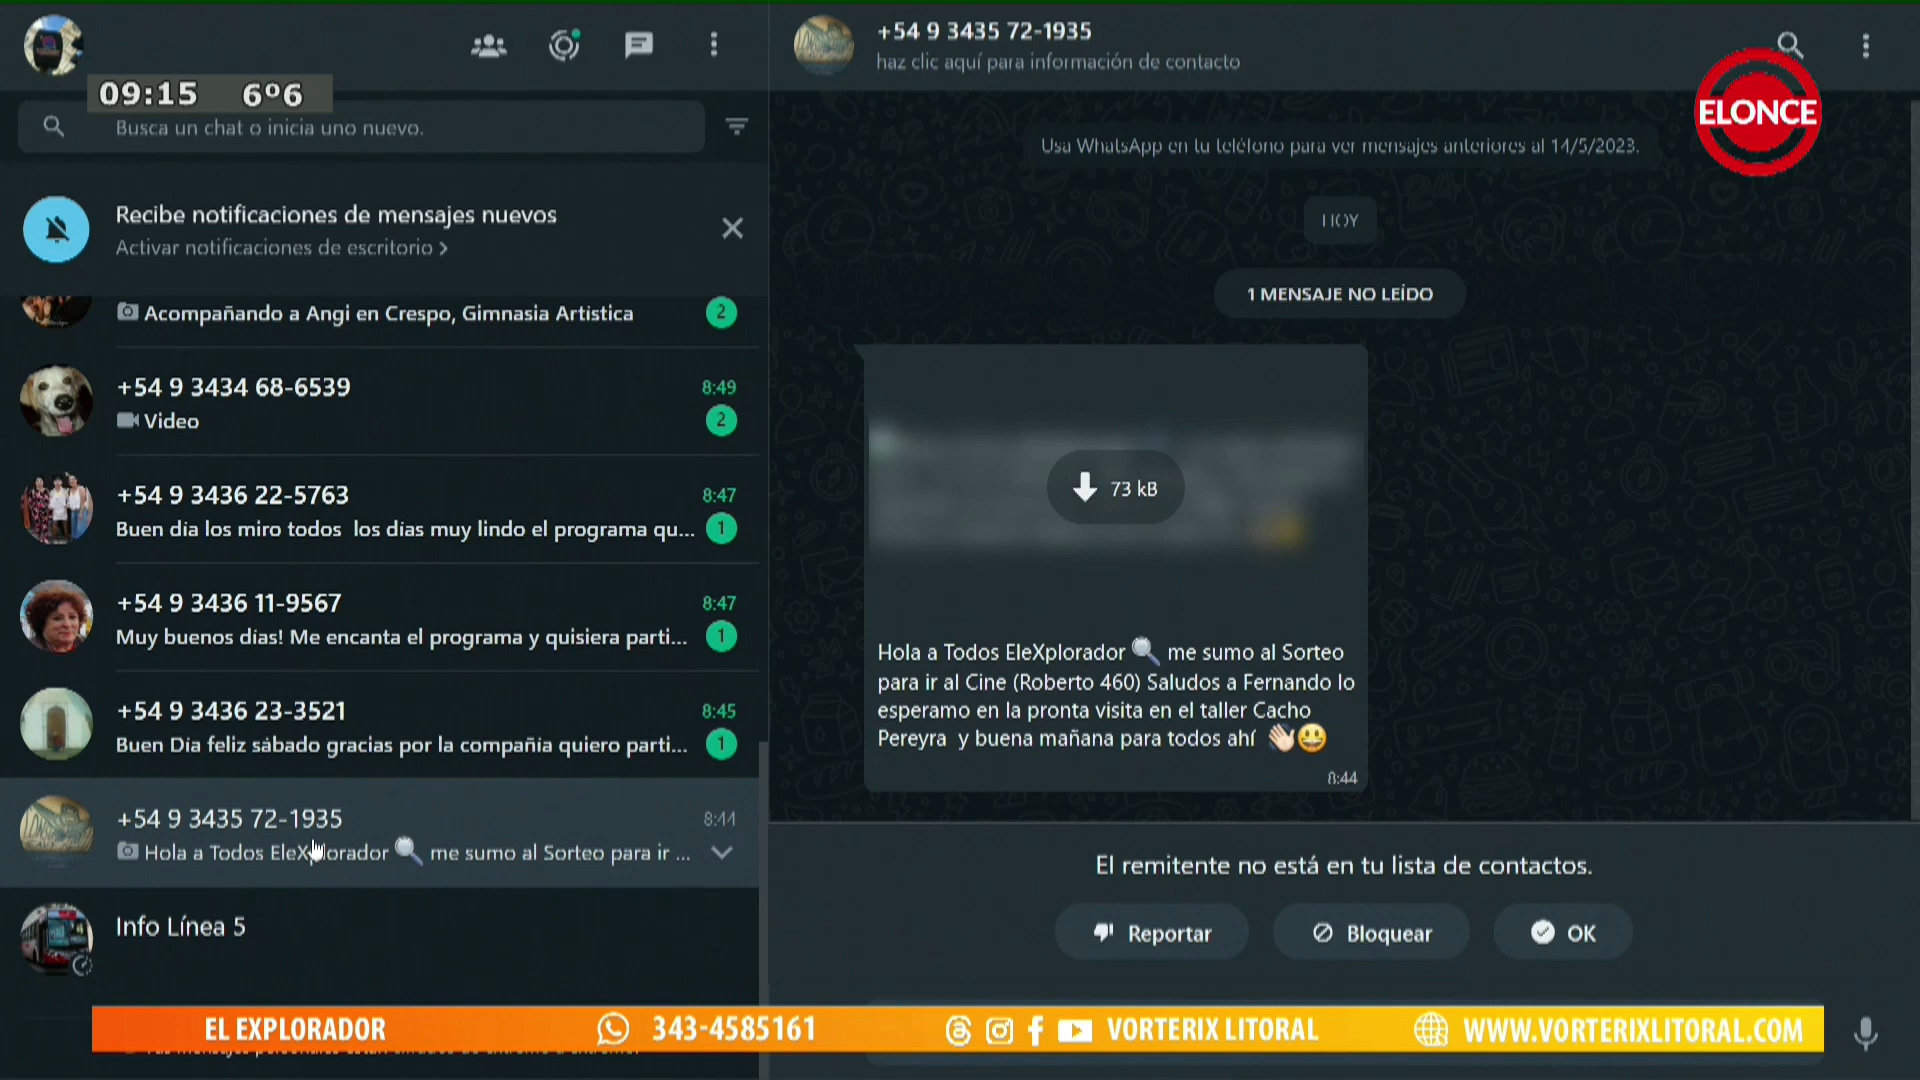 +54 9 3435 72-1935
haz clic aquí para información de contacto
ELONCE
09:15 6º6
Busca un chat o inicia uno nuevo.
Recibe notificaciones de mensajes nuevos
Activar notificaciones de escritorio >
Acompañando a Angi en Crespo, Gimnasia Artistica 2
+54 9 3434 68-6539 8:49
Video 2
+54 9 3436 22-5763 8:47
Buen dia los miro todos los días muy lindo el programa qu... 1
+54 9 3436 11-9567 8:47
Muy buenos días! Me encanta el programa y quisiera parti... 1
+54 9 3436 23-3521 8:45
Buen Día feliz sábado gracias por la compañia quiero parti... 1
+54 9 3435 72-1935 8:44
Hola a Todos EleXplorador 🔍 me sumo al Sorteo para ir ...
Info Línea 5
Usa WhatsApp en tu teléfono para ver mensajes anteriores al 14/5/2023.
HOY
1 MENSAJE NO LEÍDO
73 kB
Hola a Todos EleXplorador 🔍 me sumo al Sorteo
para ir al Cine (Roberto 460) Saludos a Fernando lo
esperamo en la pronta visita en el taller Cacho
Pereyra y buena mañana para todos ahí 👋🏻😃
8:44
El remitente no está en tu lista de contactos.
Reportar Bloquear OK
EL EXPLORADOR 343-4585161 VORTERIX LITORAL WWW.VORTERIXLITORAL.COM